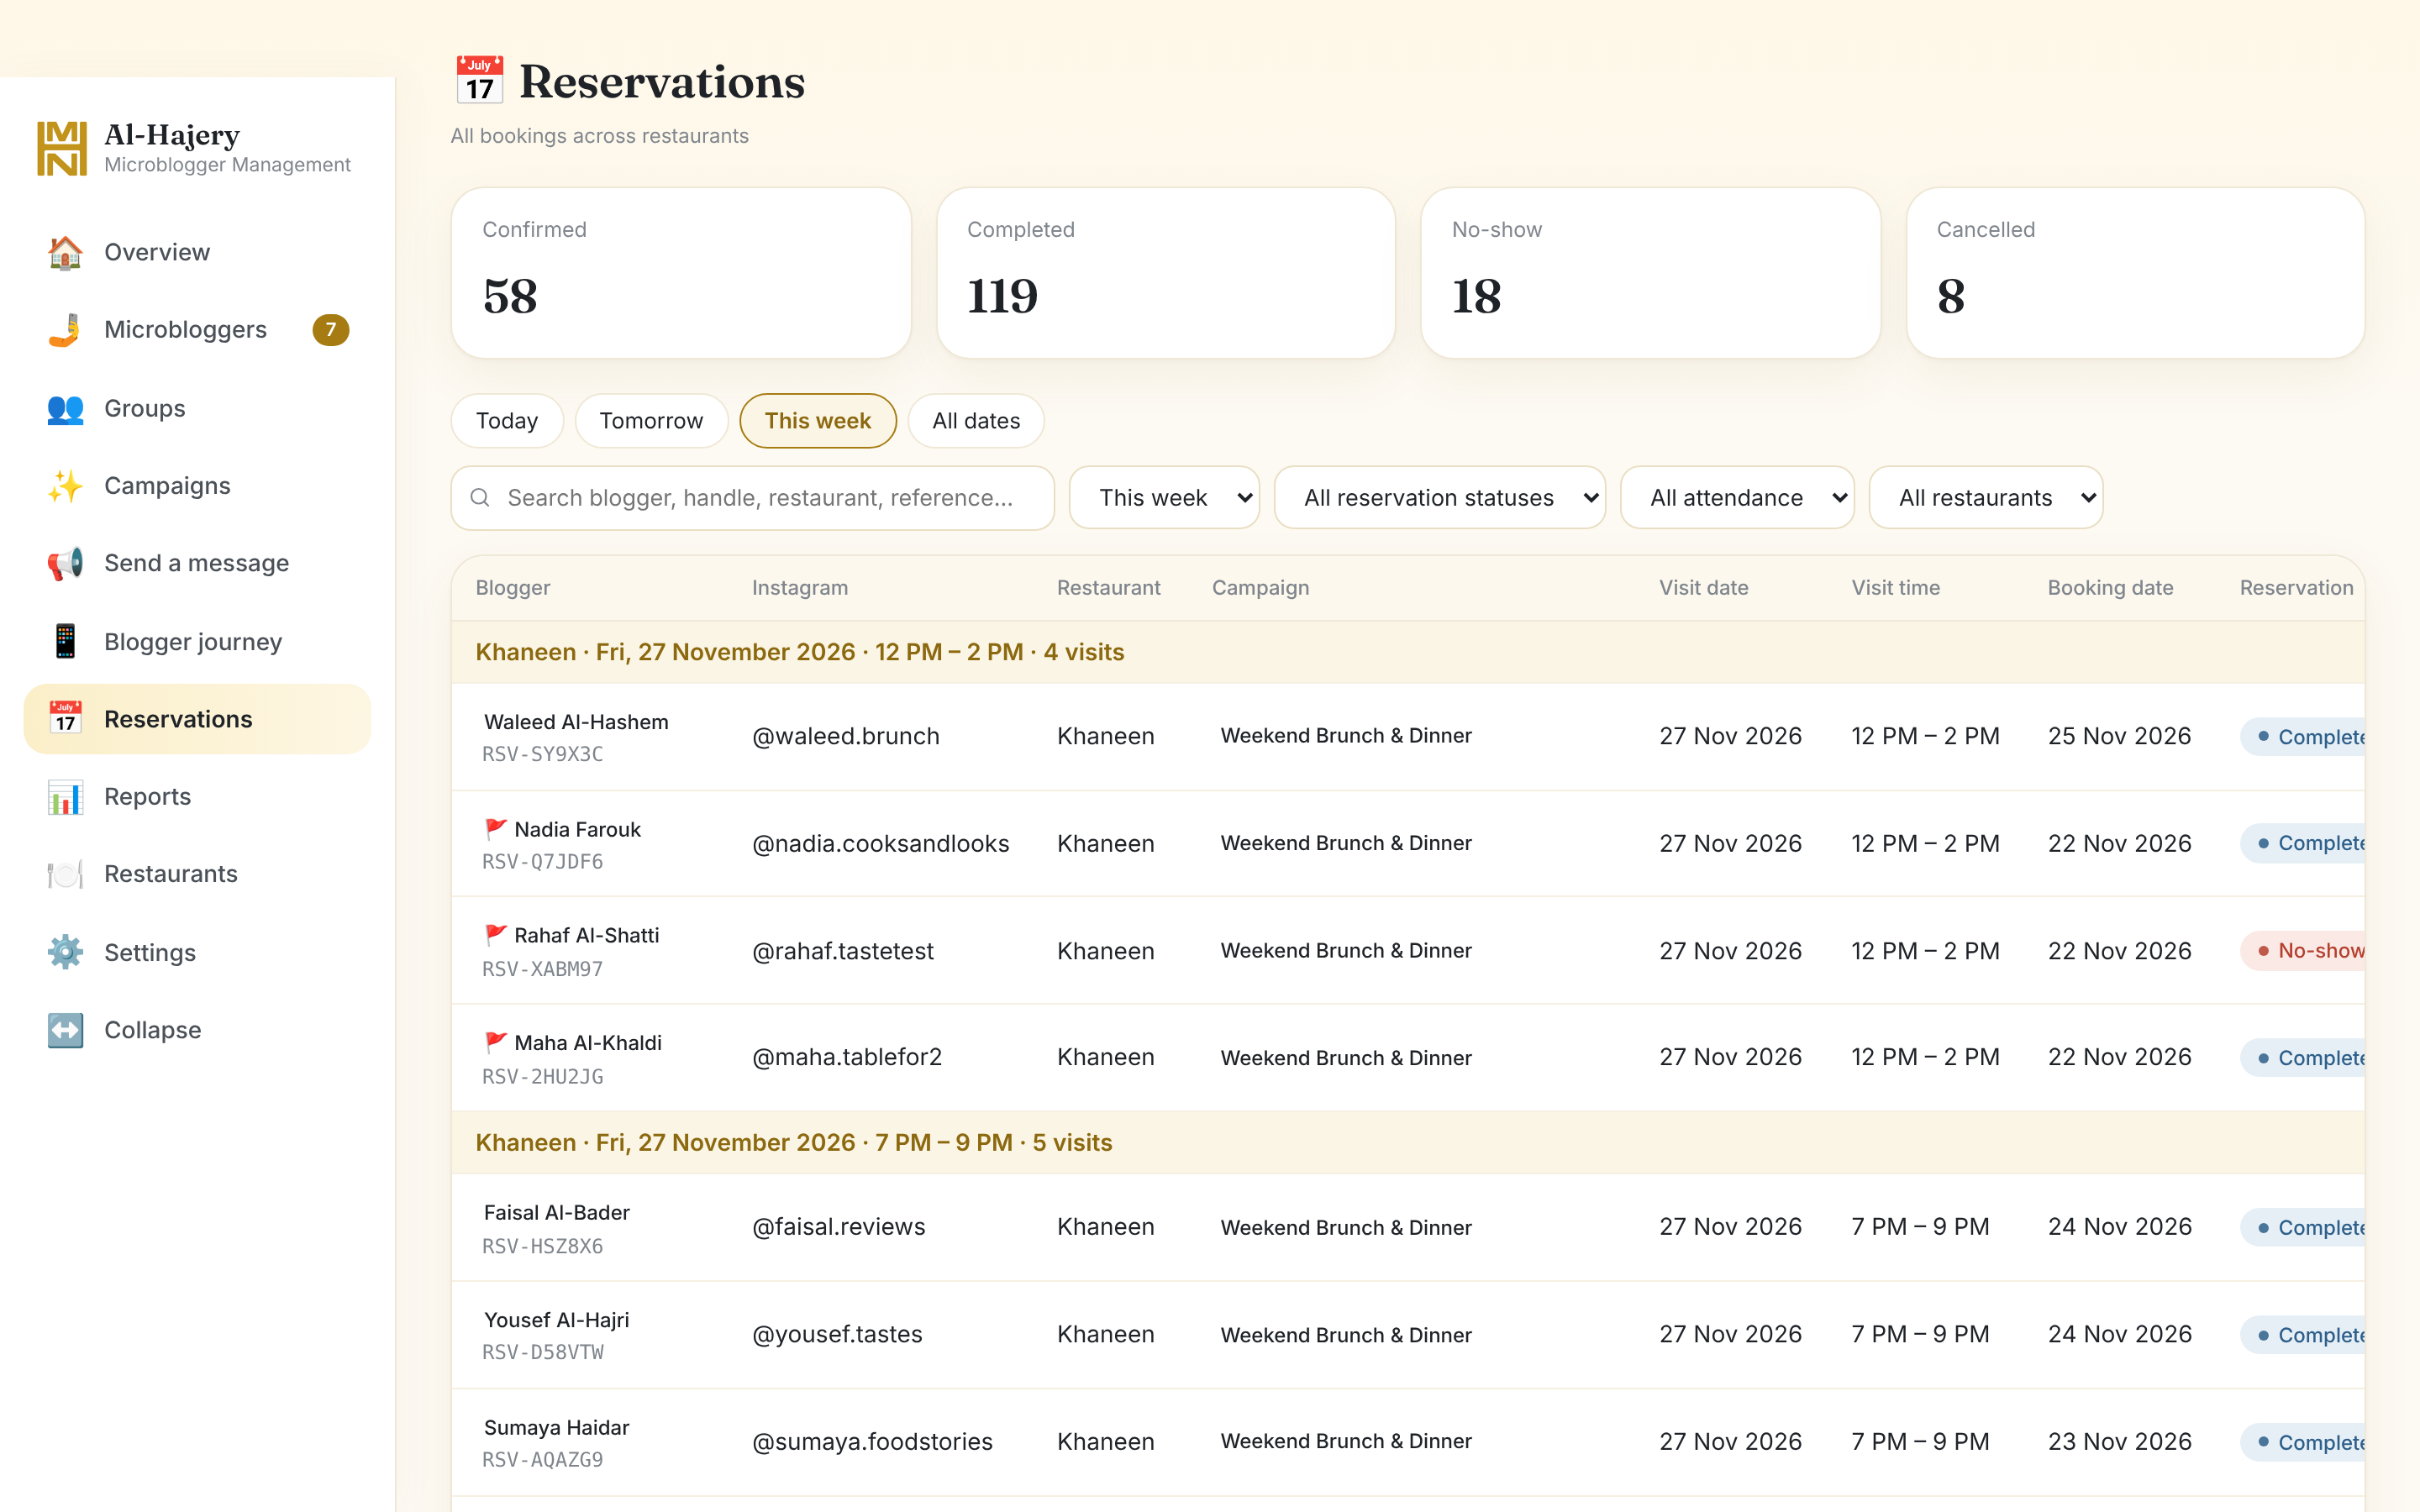 July 17 Reservations
All bookings across restaurants
Al-Hajery
Microblogger Management
Overview
Microbloggers 7
Groups
Campaigns
Send a message
Blogger journey
July 17 Reservations
Reports
Restaurants
Settings
Collapse
Confirmed Completed No-show Cancelled
58 119 18 8
Today Tomorrow This week All dates
Search blogger, handle, restaurant, reference... This week All reservation statuses All attendance All restaurants
Blogger Instagram Restaurant Campaign Visit date Visit time Booking date Reservation
Khaneen · Fri, 27 November 2026 · 12 PM – 2 PM · 4 visits
Waleed Al-Hashem @waleed.brunch Khaneen Weekend Brunch & Dinner 27 Nov 2026 12 PM – 2 PM 25 Nov 2026 Complete
RSV-SY9X3C
Nadia Farouk @nadia.cooksandlooks Khaneen Weekend Brunch & Dinner 27 Nov 2026 12 PM – 2 PM 22 Nov 2026 Complete
RSV-Q7JDF6
Rahaf Al-Shatti @rahaf.tastetest Khaneen Weekend Brunch & Dinner 27 Nov 2026 12 PM – 2 PM 22 Nov 2026 No-show
RSV-XABM97
Maha Al-Khaldi @maha.tablefor2 Khaneen Weekend Brunch & Dinner 27 Nov 2026 12 PM – 2 PM 22 Nov 2026 Complete
RSV-2HU2JG
Khaneen · Fri, 27 November 2026 · 7 PM – 9 PM · 5 visits
Faisal Al-Bader @faisal.reviews Khaneen Weekend Brunch & Dinner 27 Nov 2026 7 PM – 9 PM 24 Nov 2026 Complete
RSV-HSZ8X6
Yousef Al-Hajri @yousef.tastes Khaneen Weekend Brunch & Dinner 27 Nov 2026 7 PM – 9 PM 24 Nov 2026 Complete
RSV-D58VTW
Sumaya Haidar @sumaya.foodstories Khaneen Weekend Brunch & Dinner 27 Nov 2026 7 PM – 9 PM 23 Nov 2026 Complete
RSV-AQAZG9